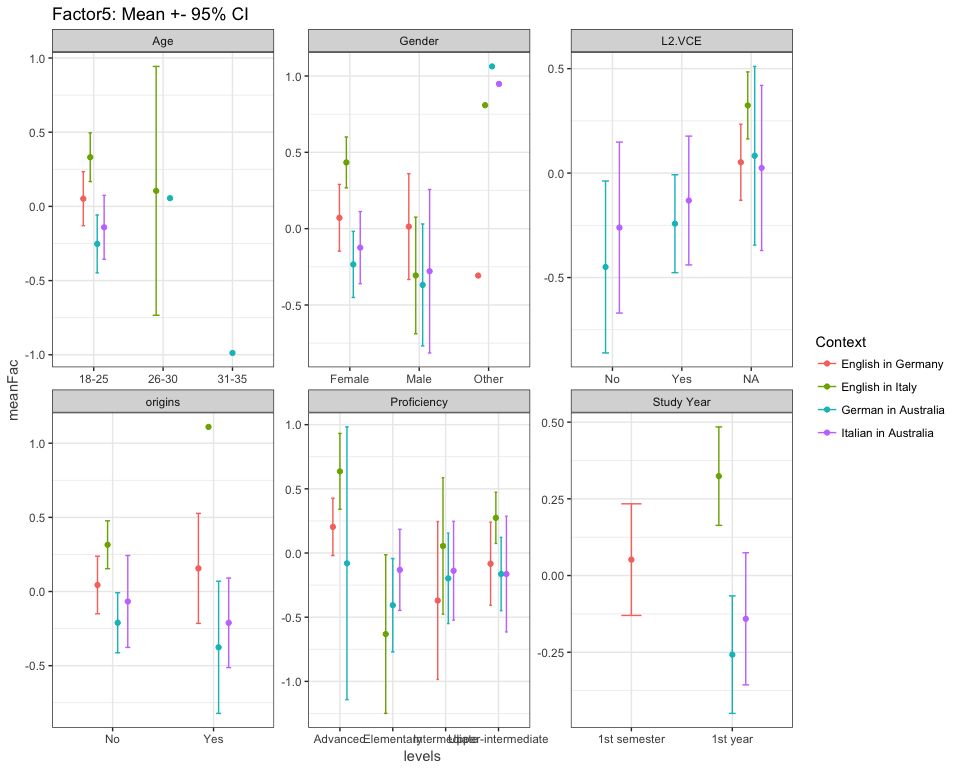 Factor5: Mean +- 95% CI
Age
Gender
L2.VCE
1.0
0.5
0.0
-0.5
-1.0
1.0
0.5
0.0
-0.5
0.5
0.0
-0.5
18-25 26-30 31-35
Female Male Other
No Yes NA
meanFac
origins
Proficiency
Study Year
1.0
0.5
0.0
-0.5
1.0
0.5
0.0
-0.5
-1.0
0.50
0.25
0.00
-0.25
No Yes
Advanced Elementary Intermediate Upper-intermediate
1st semester 1st year
levels
Context
English in Germany
English in Italy
German in Australia
Italian in Australia